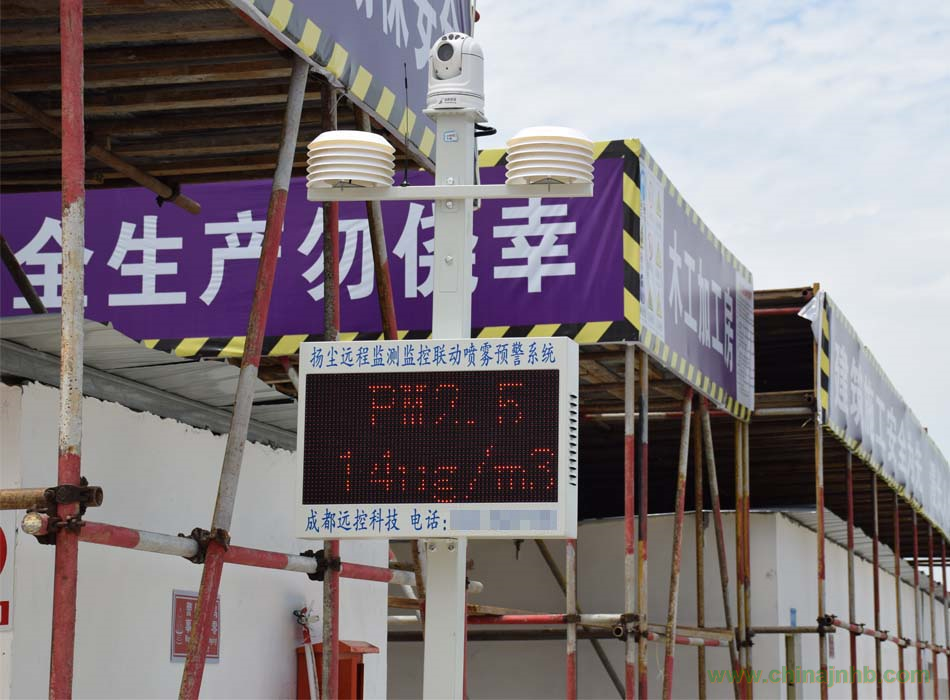 全生产勿侥幸
木工加工房
扬尘远程监测监控联动喷雾预警系统
PM2.5
14ug/m3
成都远控科技 电话:
www.chinajnhb.com